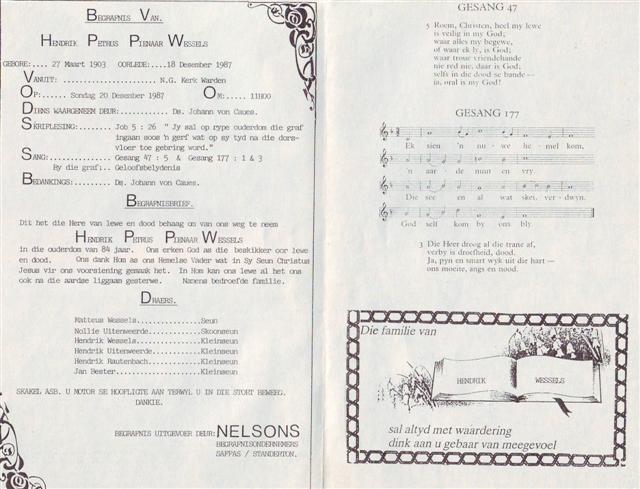 BEGRAFNIS VAN.
HENDRIK PETRUS PIENAAR WESSELS
GEBORE:.... 27 Maart 1903 OORLEDE:....18 Desember 1987
VANUIT: ...................... N.G. Kerk Warden
OP:...... Sondag 20 Desember 1987 OM:..... 11H00
DIENS WAARGENEEM DEUR:............ Ds. Johann von Caues.
SKRIFLESING:........ Job 5 : 26 "Jy sal op rype ouderdom die graf
ingaan soos 'n gerf wat op sy tyd na die dors-
vloer toe gebring word."
SANG:............... Gesang 47 : 5 & Gesang 177 : 1 & 3
By die graf:.. Geloofsbelydenis
BEDANKINGS:......... Ds. Johann von Caues.
BEGRAFNISBRIEF.
Dit het die Here van lewe en dood behaag om van ons weg te neem
HENDRIK PETRUS PIENAAR WESSELS
in die ouderdom van 84 jaar. Ons erken God as die beskikker oor lewe
en dood. Ons dank Hom as ons Hemelse Vader wat in Sy Seun Christus
Jesus vir ons voorsiening gemaak het. In Hom kan ons lewe al het ons
ook na die aardse liggaam gesterwe. Namens bedroefde familie.
DRAERS.
Matteus Wessels...............Seun
Nollie Uitenweerde............Skoonseun
Hendrik Wessels...............Kleinseun
Hendrik Uitenweerde...........Kleinseun
Hendrik Rautenbach............Kleinseun
Jan Bester....................Kleinseun
SKAKEL ASB. U MOTOR SE HOOFLIGTE AAN TERWYL U IN DIE STOET BEWEEG.
DANKIE.
BEGRAFNIS UITGEVOER DEUR: NELSONS
BEGRAFNISONDERNEMERS
SAFFAS / STANDERTON.
GESANG 47
5 Roem, Christen, heel my lewe
is veilig in my God;
waar alles my begewe,
of waar ek ly, is God;
waar troue vriendehande
nie red nie, daar is God;
selfs in die dood se bande —
ja, oral is my God!
GESANG 177
Ek sien 'n nu - we he - mel kom,
'n aar - de nuut en vry.
Die see en al wat skei, ver - dwyn.
God self kom by ons bly.
3 Die Heer droog al die trane af,
verby is droefheid, dood.
Ja, pyn en smart wyk uit die hart —
ons moeite, angs en nood.
Die familie van
HENDRIK WESSELS
sal altyd met waardering
dink aan u gebaar van meegevoel